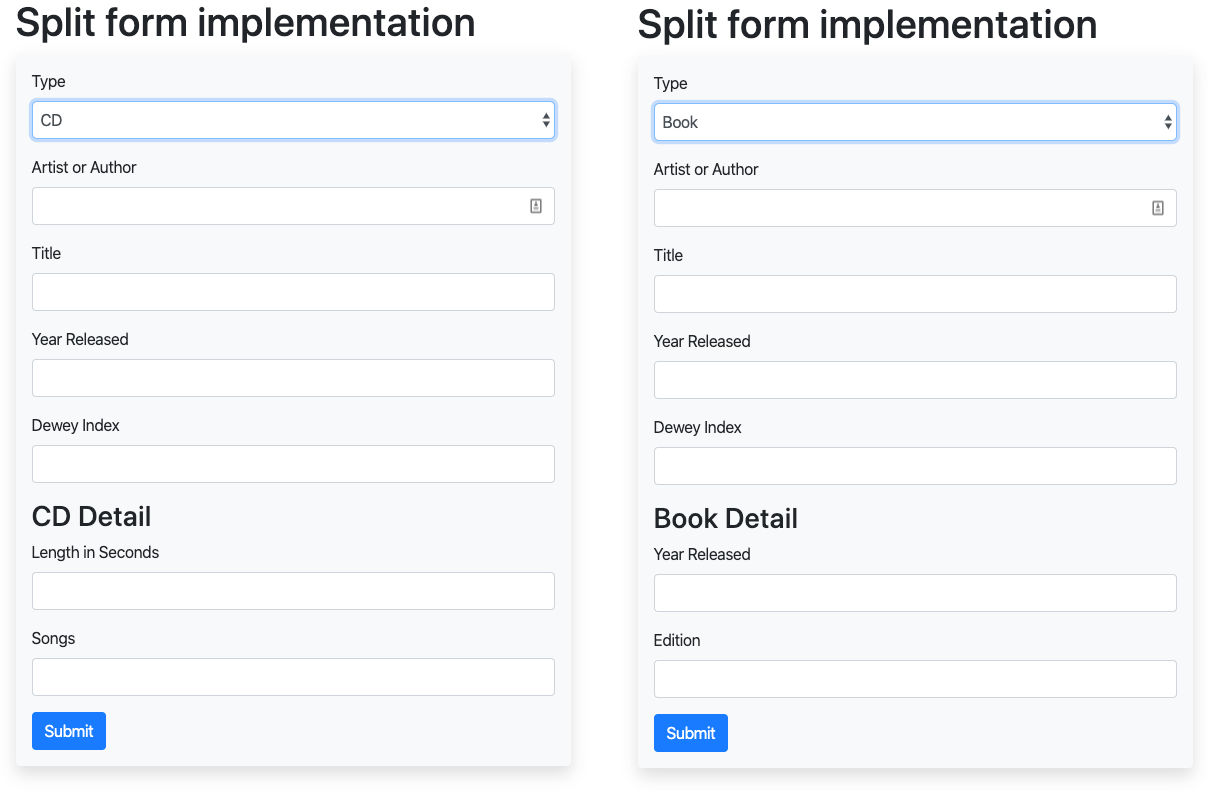 Split form implementation
Type
CD
Artist or Author
Title
Year Released
Dewey Index
CD Detail
Length in Seconds
Songs
Submit
Split form implementation
Type
Book
Artist or Author
Title
Year Released
Dewey Index
Book Detail
Year Released
Edition
Submit